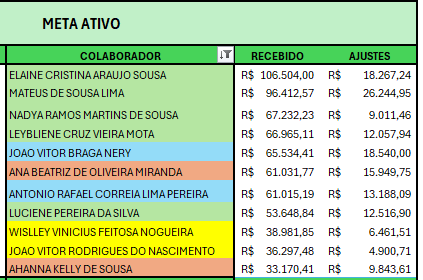 META ATIVO
COLABORADOR RECEBIDO AJUSTES
ELAINE CRISTINA ARAUJO SOUSA R$ 106.504,00 R$ 18.267,24
MATEUS DE SOUSA LIMA R$ 96.412,57 R$ 26.244,95
NADYA RAMOS MARTINS DE SOUSA R$ 67.232,23 R$ 9.011,46
LEYBLIENE CRUZ VIEIRA MOTA R$ 66.965,11 R$ 12.057,94
JOAO VITOR BRAGA NERY R$ 65.534,41 R$ 18.540,00
ANA BEATRIZ DE OLIVEIRA MIRANDA R$ 61.031,77 R$ 15.949,75
ANTONIO RAFAEL CORREIA LIMA PEREIRA R$ 61.015,19 R$ 13.188,09
LUCIENE PEREIRA DA SILVA R$ 53.648,84 R$ 12.516,90
WISLLEY VINICIUS FEITOSA NOGUEIRA R$ 38.981,85 R$ 6.461,51
JOAO VITOR RODRIGUES DO NASCIMENTO R$ 36.297,48 R$ 4.900,71
AHANNA KELLY DE SOUSA R$ 33.170,41 R$ 9.843,61